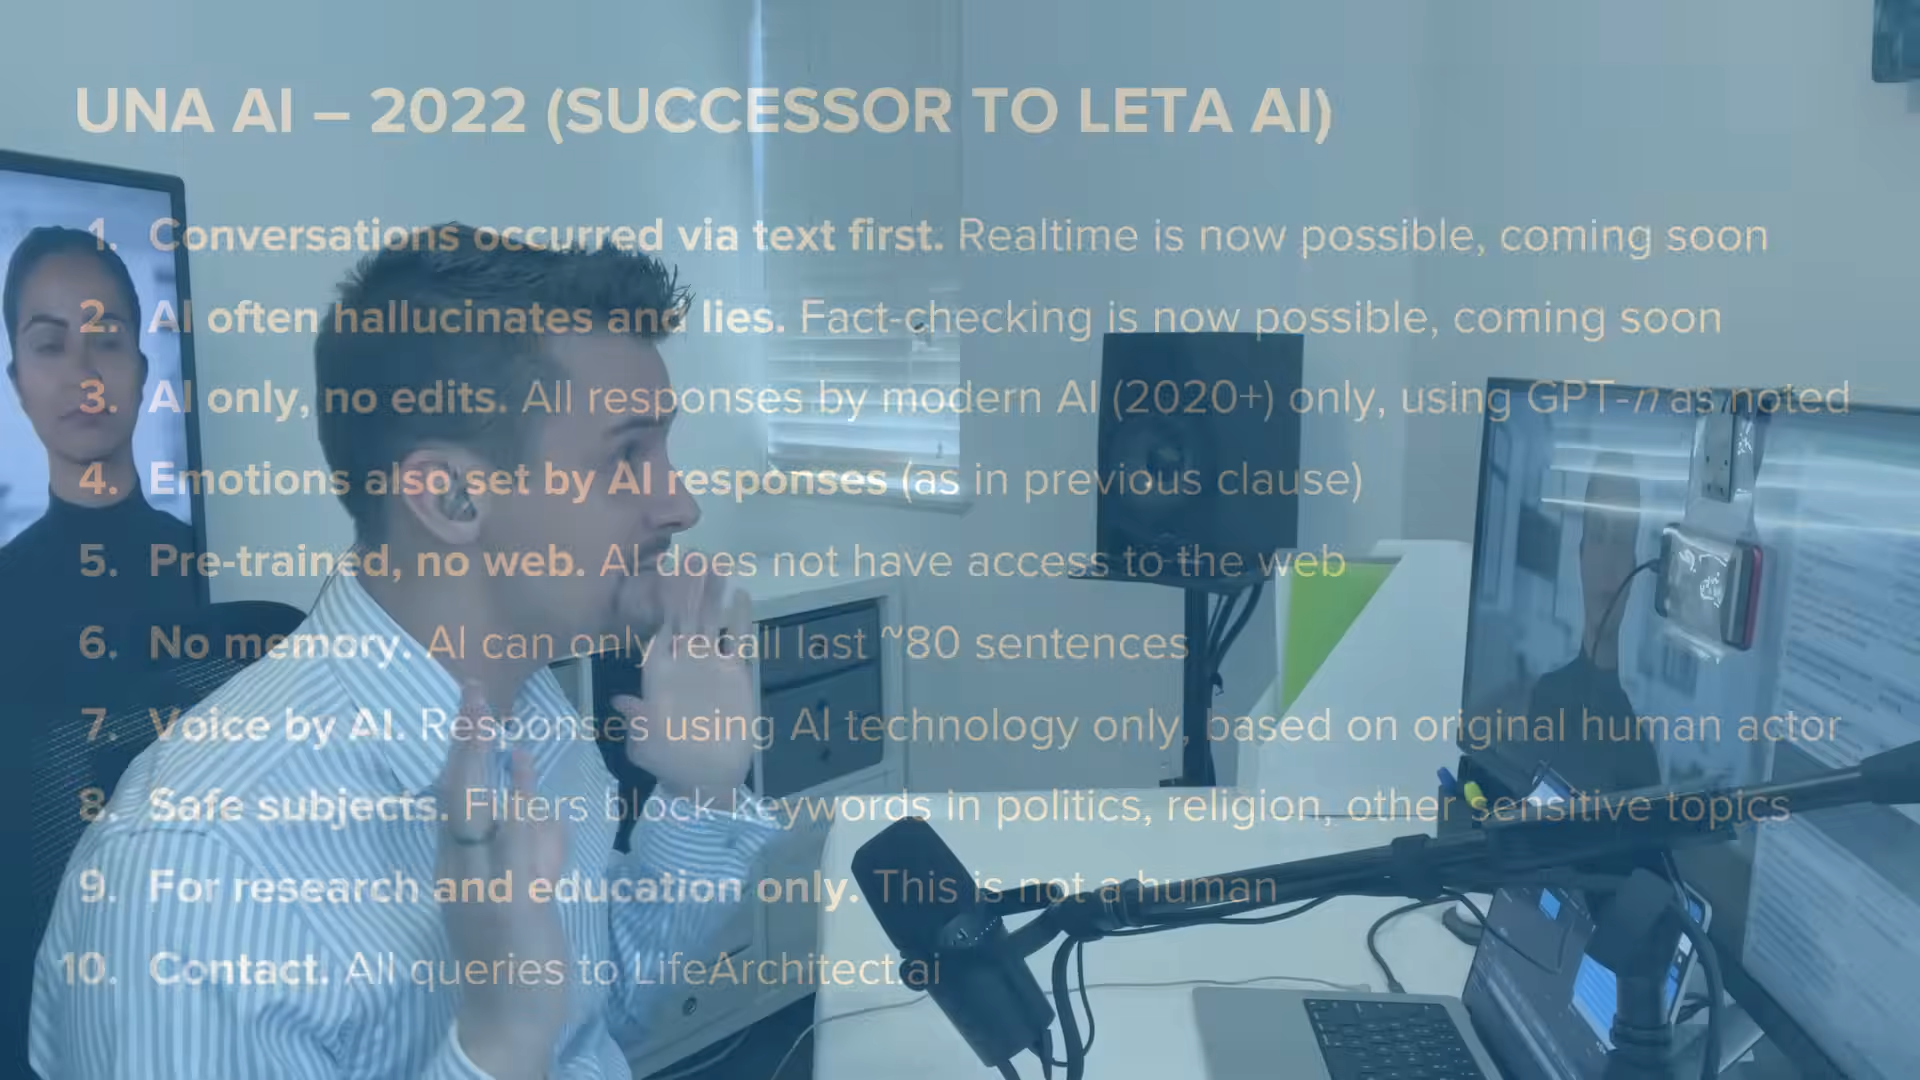 UNA AI – 2022 (SUCCESSOR TO LETA AI)
1. Conversations occurred via text first. Realtime is now possible, coming soon
2. AI often hallucinates and lies. Fact-checking is now possible, coming soon
3. AI only, no edits. All responses by modern AI (2020+) only, using GPT-n as noted
4. Emotions also set by AI responses (as in previous clause)
5. Pre-trained, no web. AI does not have access to the web
6. No memory. AI can only recall last ~80 sentences
7. Voice by AI. Responses using AI technology only, based on original human actor
8. Safe subjects. Filters block keywords in politics, religion, other sensitive topics
9. For research and education only. This is not a human
10. Contact. All queries to LifeArchitect.ai